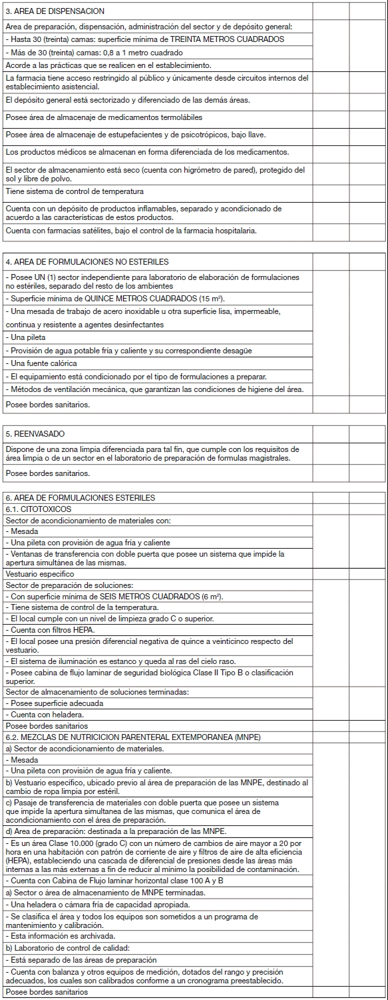 3. AREA DE DISPENSACION
Area de preparación, dispensación, administración del sector y de depósito general:
- Hasta 30 (treinta) camas: superficie mínima de TREINTA METROS CUADRADOS
- Más de 30 (treinta) camas: 0,8 a 1 metro cuadrado
Acorde a las prácticas que se realicen en el establecimiento.
La farmacia tiene acceso restringido al público y únicamente desde circuitos internos del
establecimiento asistencial.
El depósito general está sectorizado y diferenciado de las demás áreas.
Posee área de almacenaje de medicamentos termolábiles
Posee área de almacenaje de estupefacientes y de psicotrópicos, bajo llave.
Los productos médicos se almacenan en forma diferenciada de los medicamentos.
El sector de almacenamiento está seco (cuenta con higrómetro de pared), protegido del
sol y libre de polvo.
Tiene sistema de control de temperatura
Cuenta con un depósito de productos inflamables, separado y acondicionado de
acuerdo a las características de estos productos.
Cuenta con farmacias satélites, bajo el control de la farmacia hospitalaria.
4. AREA DE FORMULACIONES NO ESTERILES
- Posee UN (1) sector independiente para laboratorio de elaboración de formulaciones
no estériles, separado del resto de los ambientes
- Superficie mínima de QUINCE METROS CUADRADOS (15 m²).
- Una mesada de trabajo de acero inoxidable u otra superficie lisa, impermeable,
continua y resistente a agentes desinfectantes
- Una pileta
- Provisión de agua potable fría y caliente y su correspondiente desagüe
- Una fuente calórica
- El equipamiento está condicionado por el tipo de formulaciones a preparar.
- Métodos de ventilación mecánica, que garantizan las condiciones de higiene del área.
Posee bordes sanitarios.
5. REENVASADO
Dispone de una zona limpia diferenciada para tal fín, que cumple con los requisitos de
área limpia o de un sector en el laboratorio de preparación de formulas magistrales.
Posee bordes sanitarios.
6. AREA DE FORMULACIONES ESTERILES
6.1. CITOTOXICOS
Sector de acondicionamiento de materiales con:
- Mesada
- Una pileta con provisión de agua fría y caliente
- Ventanas de transferencia con doble puerta que posee un sistema que impide la
apertura simultánea de las mismas.
Vestuario especifico
Sector de preparación de soluciones:
- Con superficie mínima de SEIS METROS CUADRADOS (6 m²).
- Tiene sistema de control de la temperatura.
- El local cumple con un nivel de limpieza grado C o superior.
- Cuenta con filtros HEPA.
- El local posee una presión diferencial negativa de quince a veinticinco respecto del
vestuario.
- El sistema de iluminación es estanco y queda al ras del cielo raso.
- Posee cabina de flujo laminar de seguridad biológica Clase II Tipo B o clasificación
superior.
Sector de almacenamiento de soluciones terminadas:
- Posee superficie adecuada
- Cuenta con heladera.
Posee bordes sanitarios
6.2. MEZCLAS DE NUTRICICION PARENTERAL EXTEMPORANEA (MNPE)
a) Sector de acondicionamiento de materiales.
- Mesada
- Una pileta con provisión de agua fría y caliente.
b) Vestuario específico, ubicado previo al área de preparación de las MNPE, destinado al
cambio de ropa limpia por estéril.
c) Pasaje de transferencia de materiales con doble puerta que posee un sistema
que impide la apertura simultanea de las mismas, que comunica el área de
acondicionamiento con el área de preparación.
d) Area de preparación: destinada a la preparación de las MNPE.
- Es un área Clase 10.000 (grado C) con un número de cambios de aire mayor a 20 por
hora en una habitación con patrón de corriente de aire y filtros de aire de alta eficiencia
(HEPA), estableciendo una cascada de diferencial de presiones desde las áreas más
internas a las más externas a fin de reducir al mínimo la posibilidad de contaminación.
- Cuenta con Cabina de Flujo laminar horizontal clase 100 A y B
a) Sector o área de almacenamiento de MNPE terminadas.
- Una heladera o cámara fría de capacidad apropiada.
- Se clasifica el área y todos los equipos son sometidos a un programa de
mantenimiento y calibración.
- Esta información es archivada.
b) Laboratorio de control de calidad:
- Está separado de las áreas de preparación
- Cuenta con balanza y otros equipos de medición, dotados del rango y precisión
adecuados, los cuales son calibrados conforme a un cronograma preestablecido.
Posee bordes sanitarios